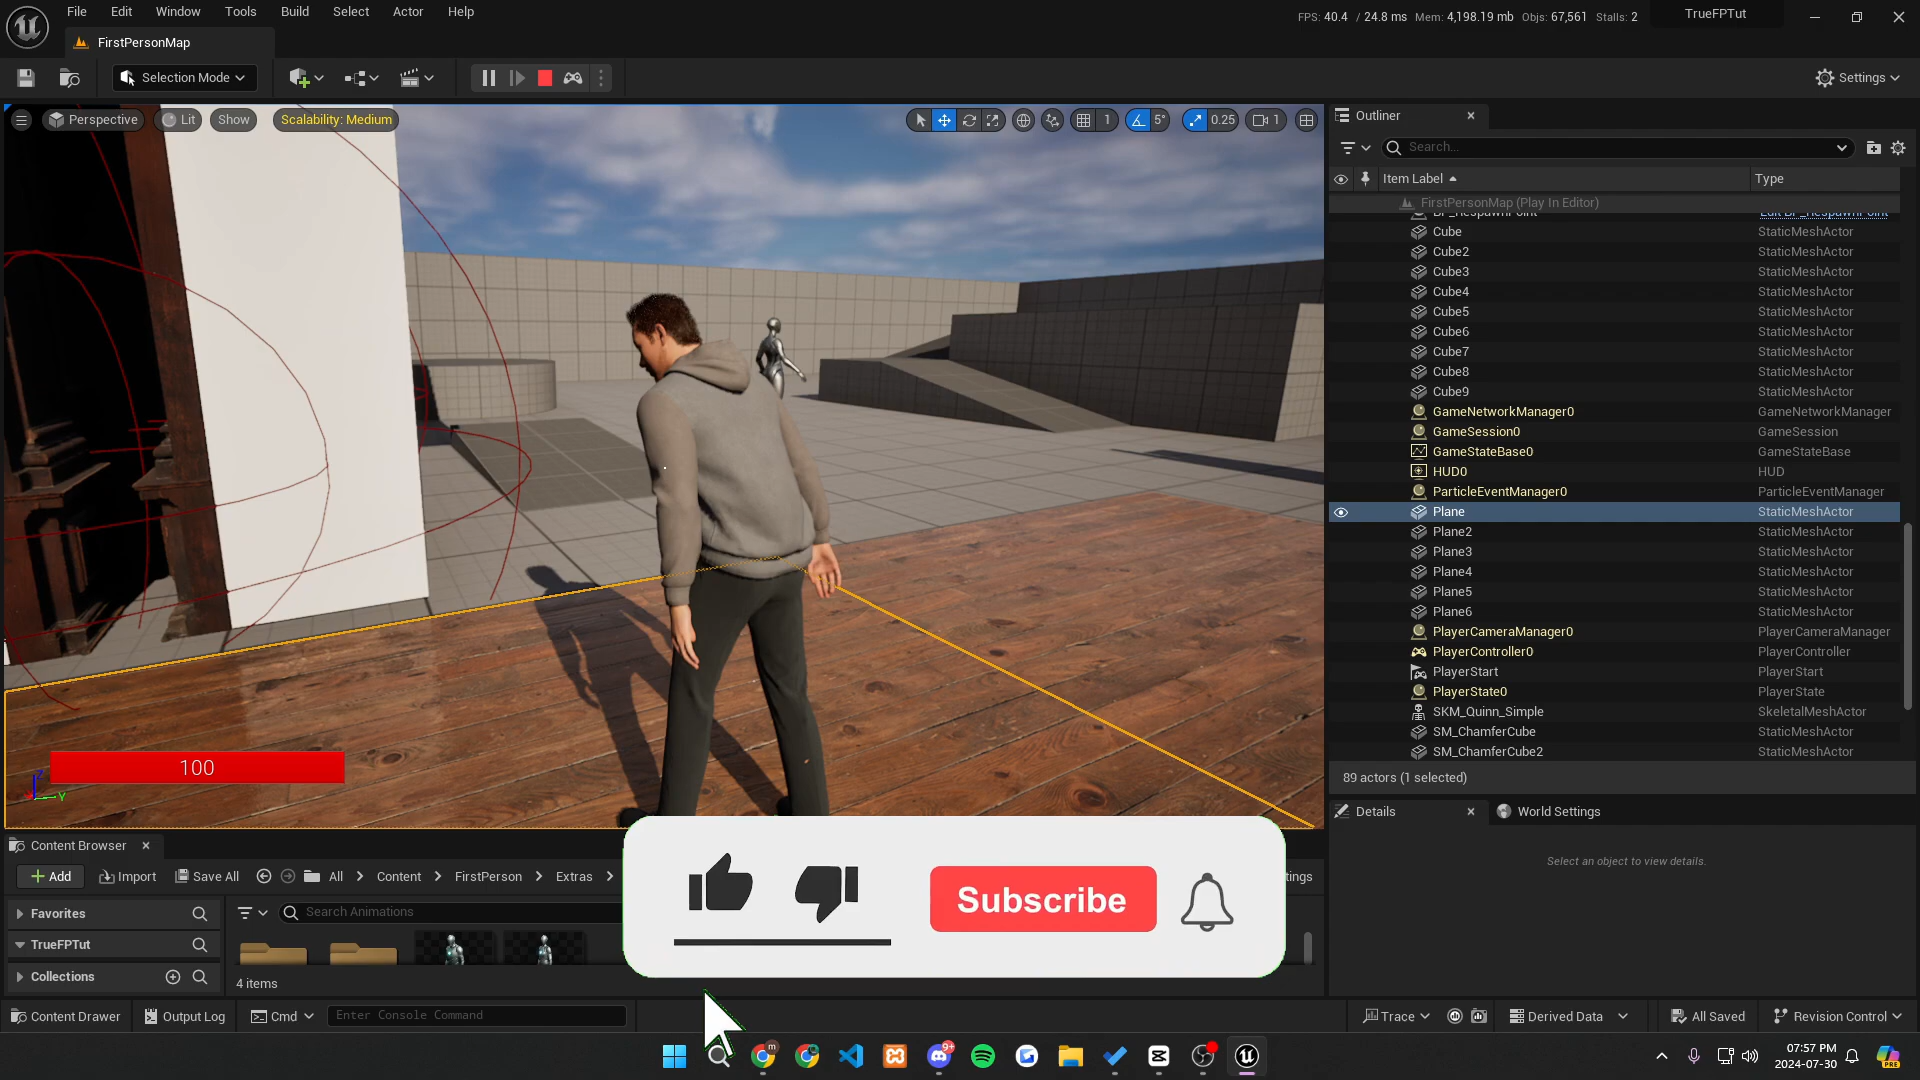 File Edit Window Tools Build Select Actor Help
FPS: 40.4 / 24.8 ms Mem: 4,198.19 mb Objs: 67,561 Stalls: 2
TrueFPTut
FirstPersonMap
Selection Mode
Settings
Perspective Lit Show Scalability: Medium
1 5° 0.25 1
Outliner
Search...
Item Label Type
FirstPersonMap (Play In Editor)
BP_RespawnPoint Edit BP_RespawnPoint
Cube StaticMeshActor
Cube2 StaticMeshActor
Cube3 StaticMeshActor
Cube4 StaticMeshActor
Cube5 StaticMeshActor
Cube6 StaticMeshActor
Cube7 StaticMeshActor
Cube8 StaticMeshActor
Cube9 StaticMeshActor
GameNetworkManager0 GameNetworkManager
GameSession0 GameSession
GameStateBase0 GameStateBase
HUD0 HUD
ParticleEventManager0 ParticleEventManager
Plane StaticMeshActor
Plane2 StaticMeshActor
Plane3 StaticMeshActor
Plane4 StaticMeshActor
Plane5 StaticMeshActor
Plane6 StaticMeshActor
PlayerCameraManager0 PlayerCameraManager
PlayerController0 PlayerController
PlayerStart PlayerStart
PlayerState0 PlayerState
SKM_Quinn_Simple SkeletalMeshActor
SM_ChamferCube StaticMeshActor
SM_ChamferCube2 StaticMeshActor
89 actors (1 selected)
Details World Settings
Select an object to view details.
100
Y
Content Browser
Add Import Save All All Content FirstPerson Extras
tings
Favorites
Search Animations
TrueFPTut
Collections
4 items
Subscribe
Content Drawer Output Log Cmd Enter Console Command
Trace Derived Data All Saved Revision Control
m
9+
07:57 PM
2024-07-30
PRE